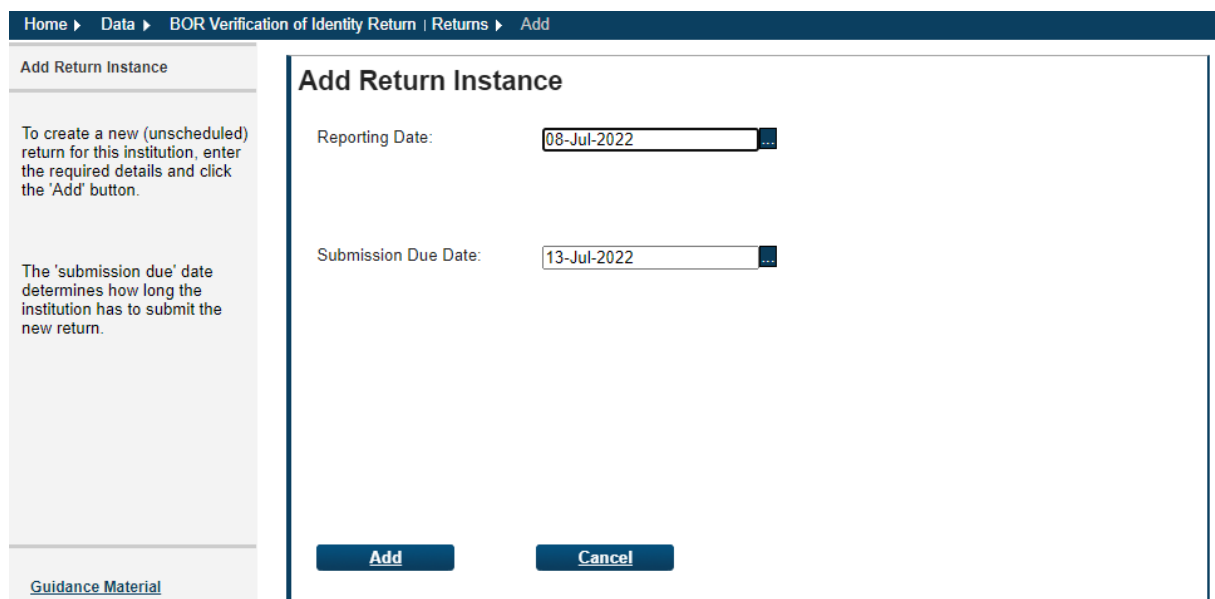 Home Data BOR Verification of Identity Return | Returns Add
Add Return Instance
To create a new (unscheduled)
return for this institution, enter
the required details and click
the 'Add' button.
The 'submission due' date
determines how long the
institution has to submit the
new return.
Guidance Material
Add Return Instance
Reporting Date: 08-Jul-2022 ...
Submission Due Date: 13-Jul-2022 ...
Add Cancel